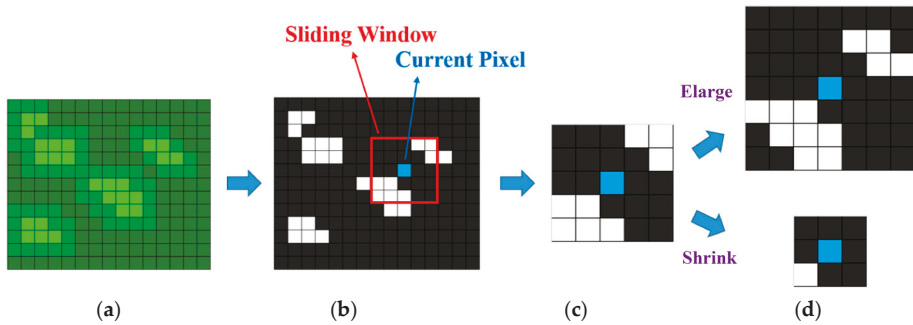 Sliding Window
Current Pixel
Elarge
Shrink
(a)
(b)
(c)
(d)